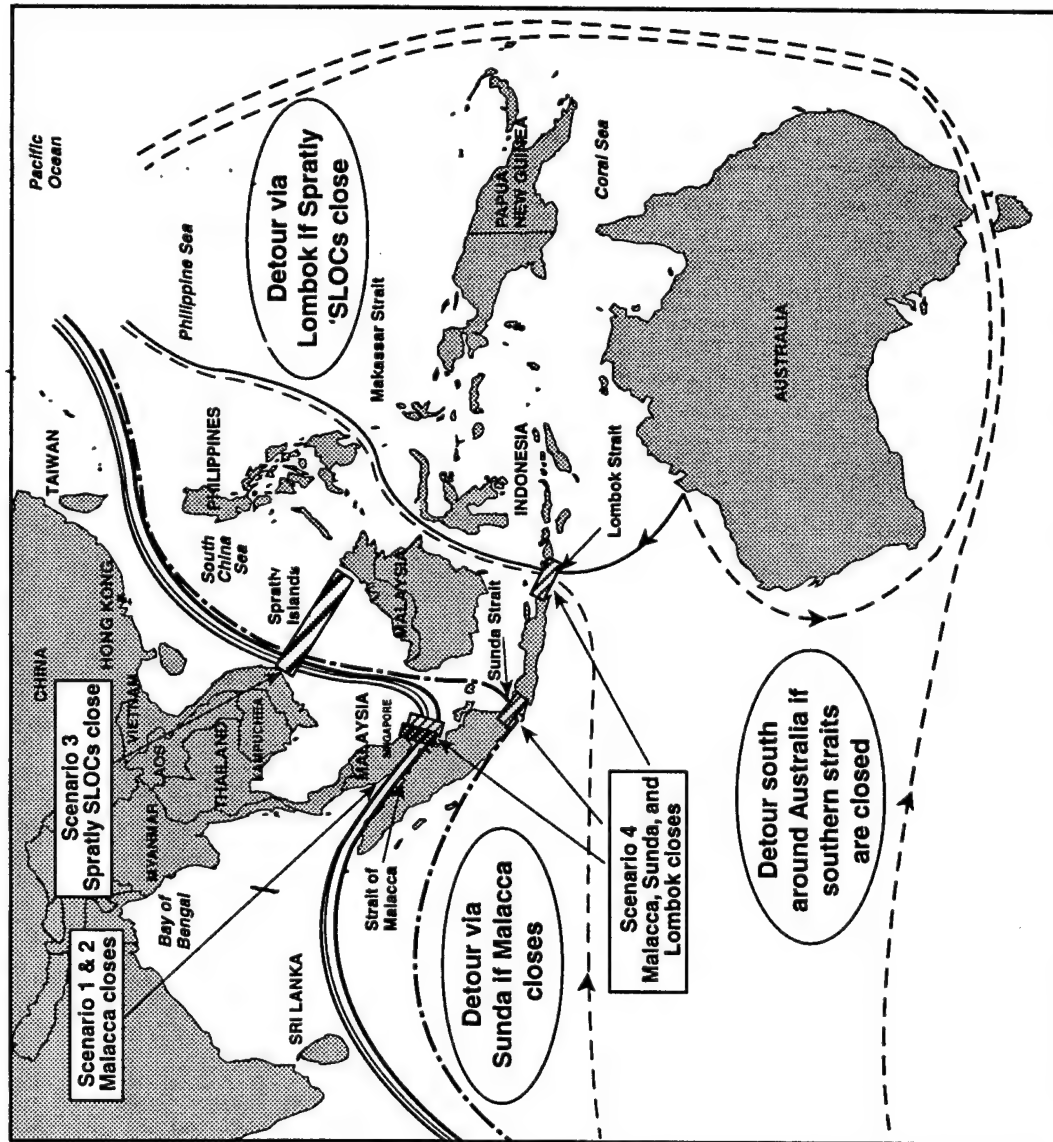 Pacific
Ocean
CHINA
TAIWAN
HONG KONG
Philippine Sea
Scenario 3
Spratly SLOCs close
VIETNAM
LAOS
MYANMAR
THAILAND
KAMPUCHEA
South
China
Sea
PHILIPPINES
Detour via
Lombok if Spratly
'SLOCs close
Scenario 1 & 2
Malacca closes
Bay of
Bengal
Spratly
Islands
Makassar Strait
SRI LANKA
MALAYSIA
SINGAPORE
MALAYSIA
Strait of
Malacca
PAPUA
NEW GUINEA
Sunda Strait
INDONESIA
Coral Sea
Detour via
Sunda if Malacca
closes
Lombok Strait
Scenario 4
Malacca, Sunda, and
Lombok closes
AUSTRALIA
Detour south
around Australia if
southern straits
are closed